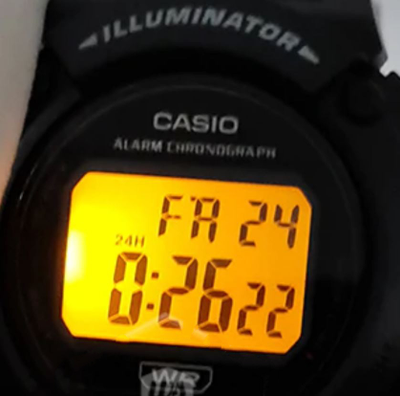 ILLUMINATOR
CASIO
ALARM CHRONOGRAPH
FR 24
24H
0:26 22
WR